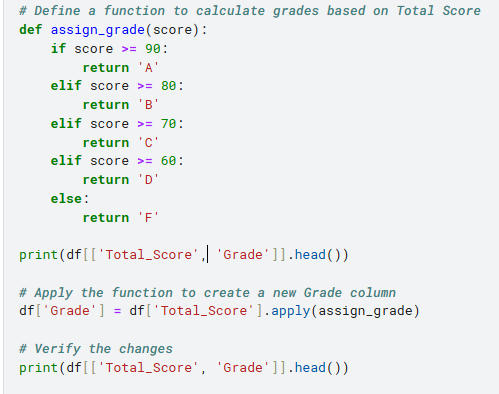 # Define a function to calculate grades based on Total Score
def assign_grade(score):
    if score >= 90:
        return 'A'
    elif score >= 80:
        return 'B'
    elif score >= 70:
        return 'C'
    elif score >= 60:
        return 'D'
    else:
        return 'F'

print(df[['Total_Score', 'Grade']].head())

# Apply the function to create a new Grade column
df['Grade'] = df['Total_Score'].apply(assign_grade)

# Verify the changes
print(df[['Total_Score', 'Grade']].head())